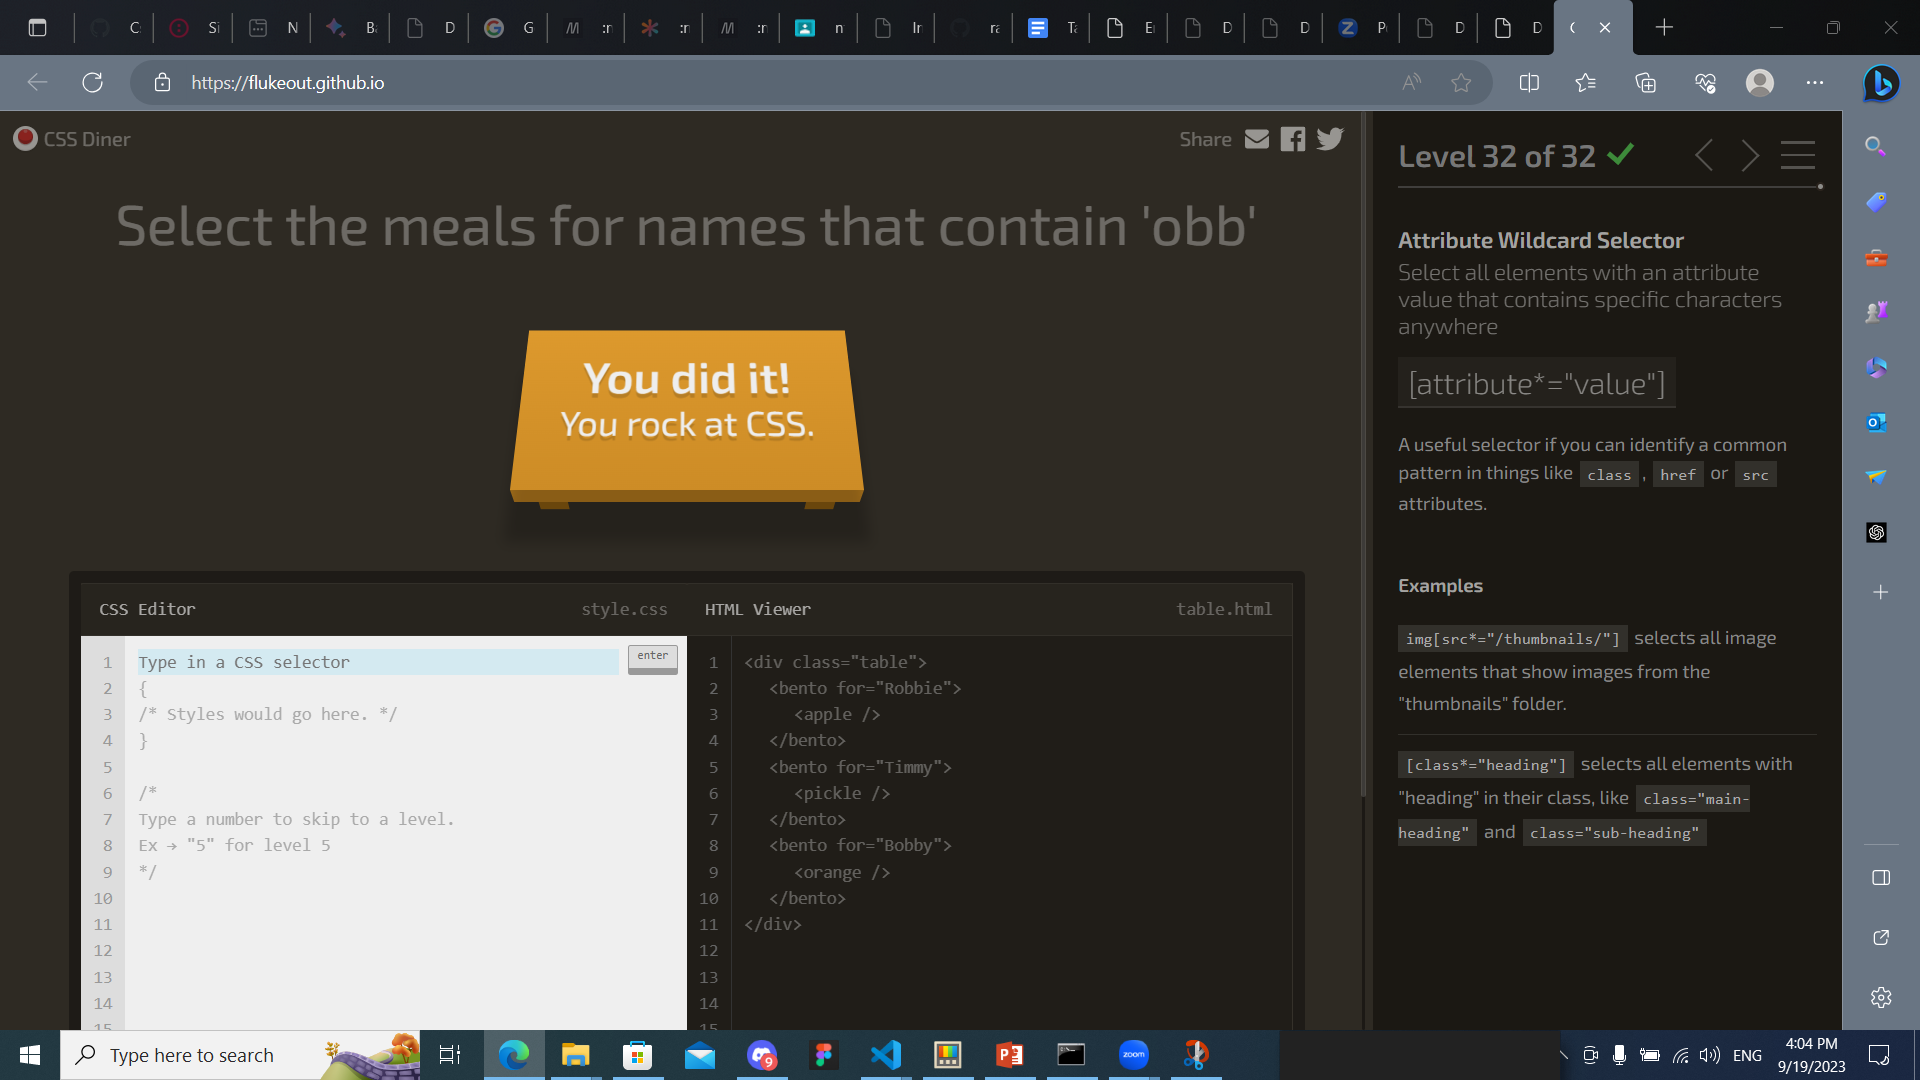 C
Si
N
B
D
G
:r
:r
:r
n
Ir
ra
Ta
E
D
D
P
D
D
https://flukeout.github.io
CSS Diner
Share
Level 32 of 32
Select the meals for names that contain 'obb'
You did it!
You rock at CSS.
Attribute Wildcard Selector
Select all elements with an attribute
value that contains specific characters
anywhere
[attribute*="value"]
A useful selector if you can identify a common
pattern in things like class , href or src
attributes.
Examples
img[src*="/thumbnails/"] selects all image
elements that show images from the
"thumbnails" folder.
[class*="heading"] selects all elements with
"heading" in their class, like class="main-
heading" and class="sub-heading"
CSS Editor style.css
1 Type in a CSS selector
enter
2 {
3 /* Styles would go here. */
4 }
5
6 /*
7 Type a number to skip to a level.
8 Ex → "5" for level 5
9 */
10
11
12
13
14
15
HTML Viewer table.html
1 <div class="table">
2 <bento for="Robbie">
3 <apple />
4 </bento>
5 <bento for="Timmy">
6 <pickle />
7 </bento>
8 <bento for="Bobby">
9 <orange />
10 </bento>
11 </div>
12
13
14
15
Type here to search
9
zoom
ENG
4:04 PM
9/19/2023